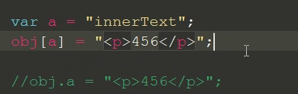 var a = "innerText";
obj[a] = "<p>456</p>";
//obj.a = "<p>456</p>";